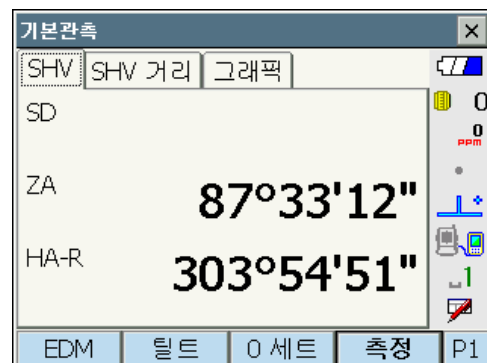 기본관측
SHV SHV 거리 그래픽
SD
0
0
ppm
ZA 87°33'12"
HA-R 303°54'51"
1
EDM 틸트 0 세트 측정 P1